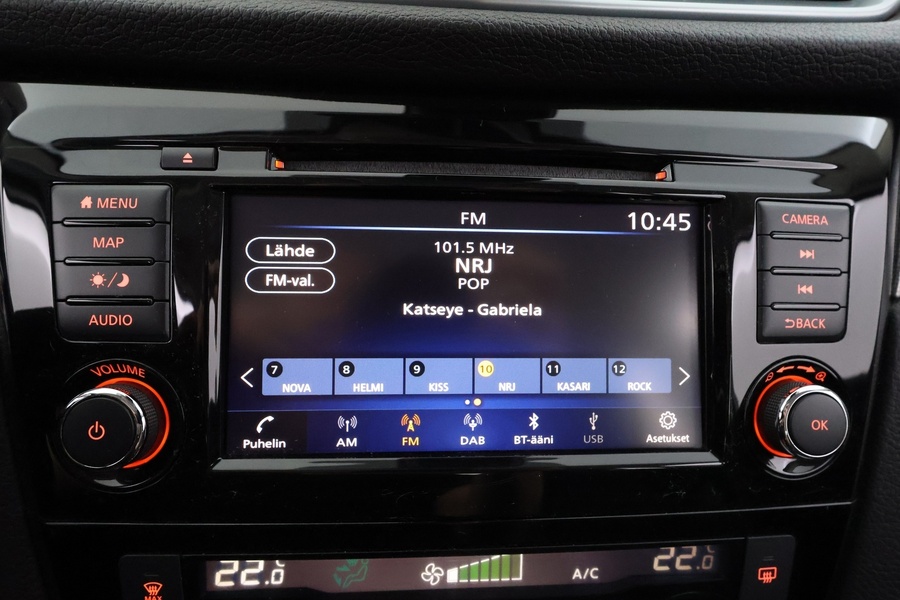 MENU
MAP
AUDIO
VOLUME
FM
10:45
Lähde
FM-val.
101.5 MHz
NRJ
POP
Katseye - Gabriela
7 NOVA
8 HELMI
9 KISS
10 NRJ
11 KASARI
12 ROCK
Puhelin
AM
FM
DAB
BT-ääni
USB
Asetukset
CAMERA
BACK
OK
MAX
22.0°C
A/C
22.0°C